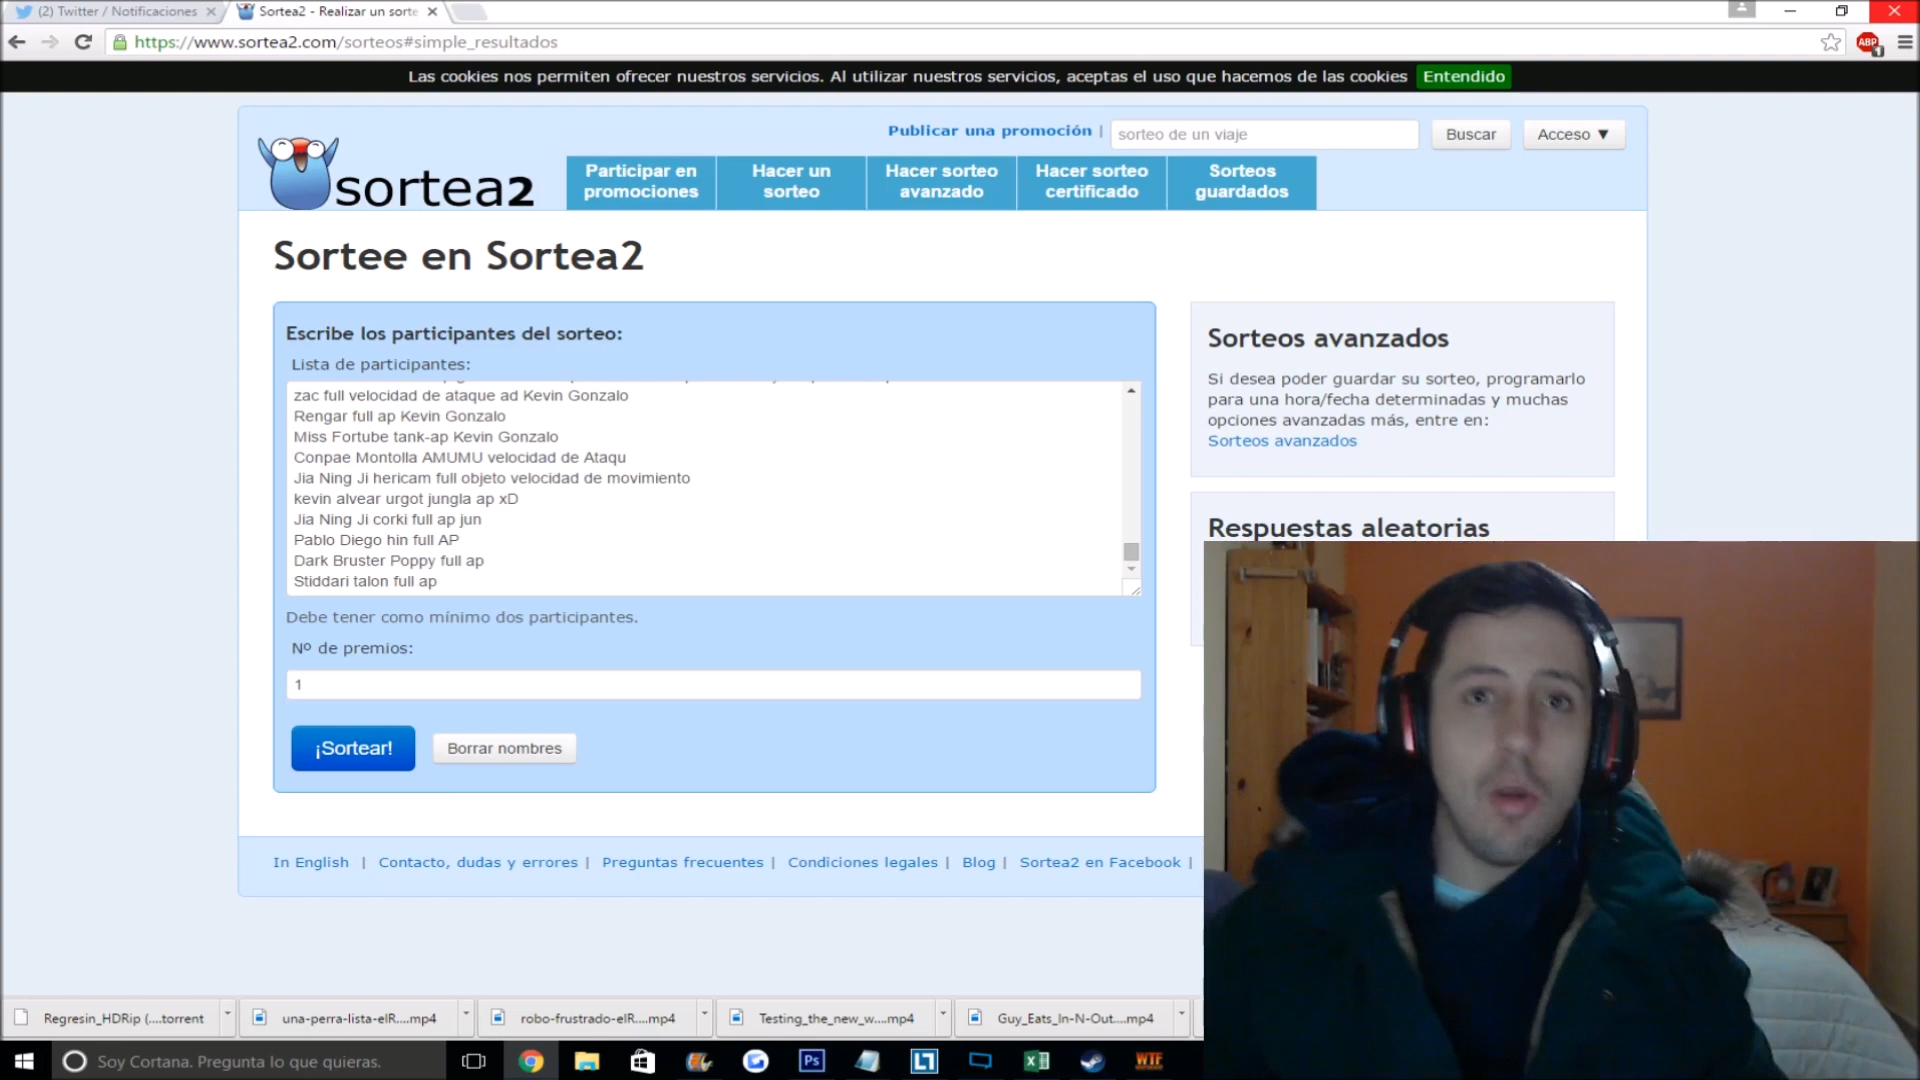 (2) Twitter / Notificaciones
Sortea2 - Realizar un sorte
https://www.sortea2.com/sorteos#simple_resultados
ABP
1
Las cookies nos permiten ofrecer nuestros servicios. Al utilizar nuestros servicios, aceptas el uso que hacemos de las cookies Entendido
Publicar una promoción |
sorteo de un viaje
Buscar
Acceso ▼
sortea2
Participar en promociones
Hacer un sorteo
Hacer sorteo avanzado
Hacer sorteo certificado
Sorteos guardados
Sortee en Sortea2
Escribe los participantes del sorteo:
Lista de participantes:
zac full velocidad de ataque ad Kevin Gonzalo
Rengar full ap Kevin Gonzalo
Miss Fortube tank-ap Kevin Gonzalo
Conpae Montolla AMUMU velocidad de Ataqu
Jia Ning Ji hericam full objeto velocidad de movimiento
kevin alvear urgot jungla ap xD
Jia Ning Ji corki full ap jun
Pablo Diego hin full AP
Dark Bruster Poppy full ap
Stiddari talon full ap
Debe tener como mínimo dos participantes.
Nº de premios:
1
¡Sortear!
Borrar nombres
Sorteos avanzados
Si desea poder guardar su sorteo, programarlo
para una hora/fecha determinadas y muchas
opciones avanzadas más, entre en:
Sorteos avanzados
Respuestas aleatorias
In English | Contacto, dudas y errores | Preguntas frecuentes | Condiciones legales | Blog | Sortea2 en Facebook |
Regresin_HDRip (....torrent
una-perra-lista-elR....mp4
robo-frustrado-elR....mp4
Testing_the_new_w....mp4
Guy_Eats_In-N-Out....mp4
Soy Cortana. Pregunta lo que quieras.
Ps
WTF